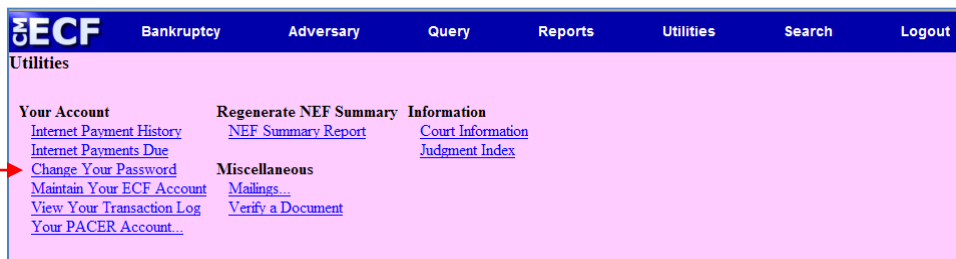 CM ECF Bankruptcy Adversary Query Reports Utilities Search Logout
Utilities
Your Account
Internet Payment History
Internet Payments Due
Change Your Password
Maintain Your ECF Account
View Your Transaction Log
Your PACER Account...
Regenerate NEF Summary
NEF Summary Report
Miscellaneous
Mailings...
Verify a Document
Information
Court Information
Judgment Index